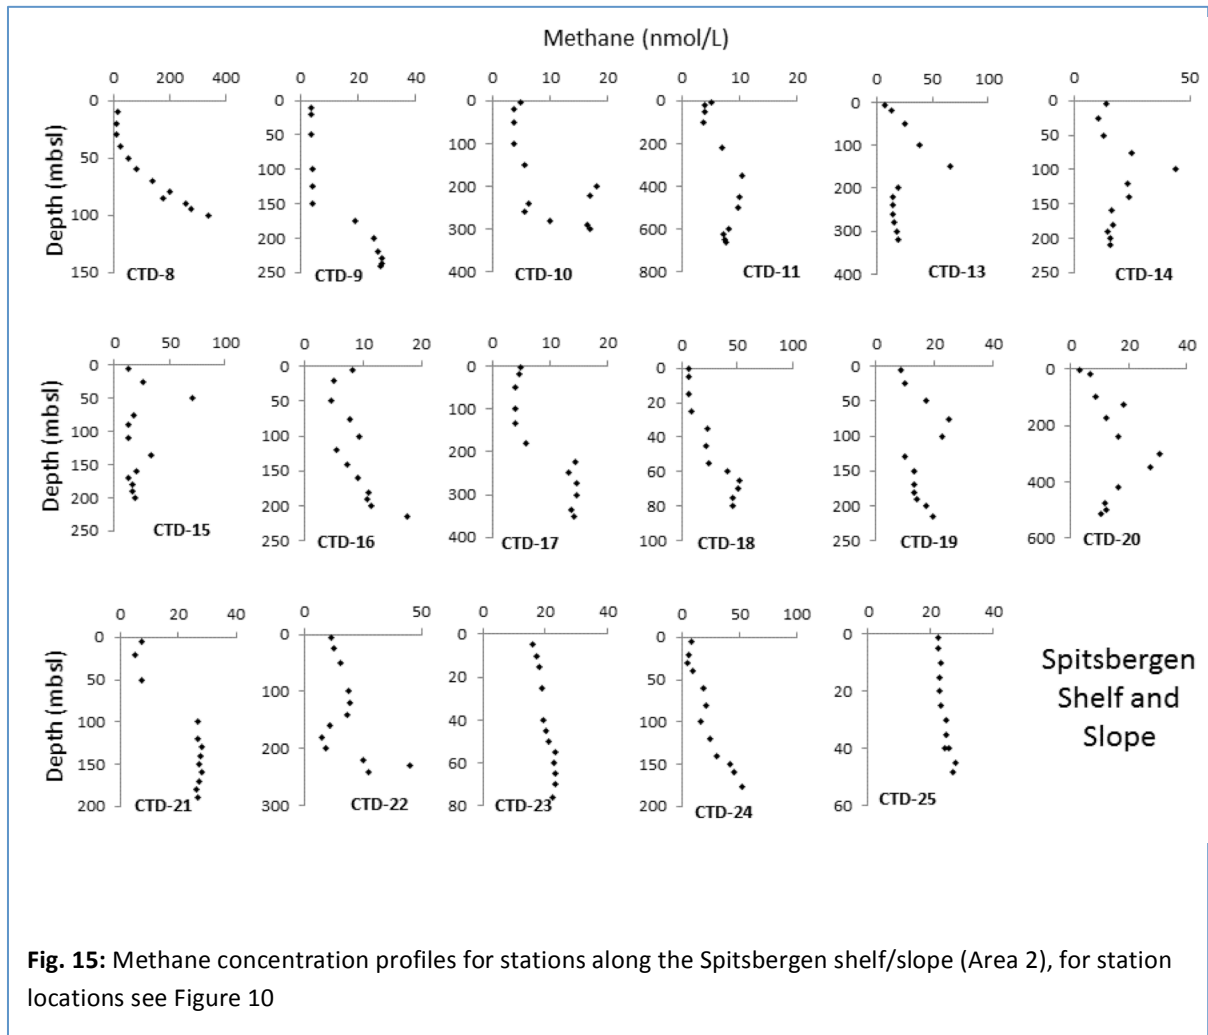 Methane (nmol/L)
0 200 400
0 10 20 30 40
0 5 10 15 20
0 10 20
0 50 100
0 50
Depth (mbsl)
0
50
100
150
CTD-8
0
50
100
150
200
250
CTD-9
0
100
200
300
400
CTD-10
0
200
400
600
800
CTD-11
0
100
200
300
400
CTD-13
0
50
100
150
200
250
CTD-14
0 50 100
0 10 20
0 5 10 15 20
0 50 100
0 20 40
0 20 40
Depth (mbsl)
0
50
100
150
200
250
CTD-15
0
50
100
150
200
250
CTD-16
0
100
200
300
400
CTD-17
0
20
40
60
80
100
CTD-18
0
50
100
150
200
250
CTD-19
0
200
400
600
CTD-20
0 20 40
0 50
0 20 40
0 20 40 60 80 100
0 20 40
Depth (mbsl)
0
50
100
150
200
CTD-21
0
100
200
300
CTD-22
0
20
40
60
80
CTD-23
0
50
100
150
200
CTD-24
0
20
40
60
CTD-25
Spitsbergen
Shelf and
Slope
Fig. 15: Methane concentration profiles for stations along the Spitsbergen shelf/slope (Area 2), for station
locations see Figure 10